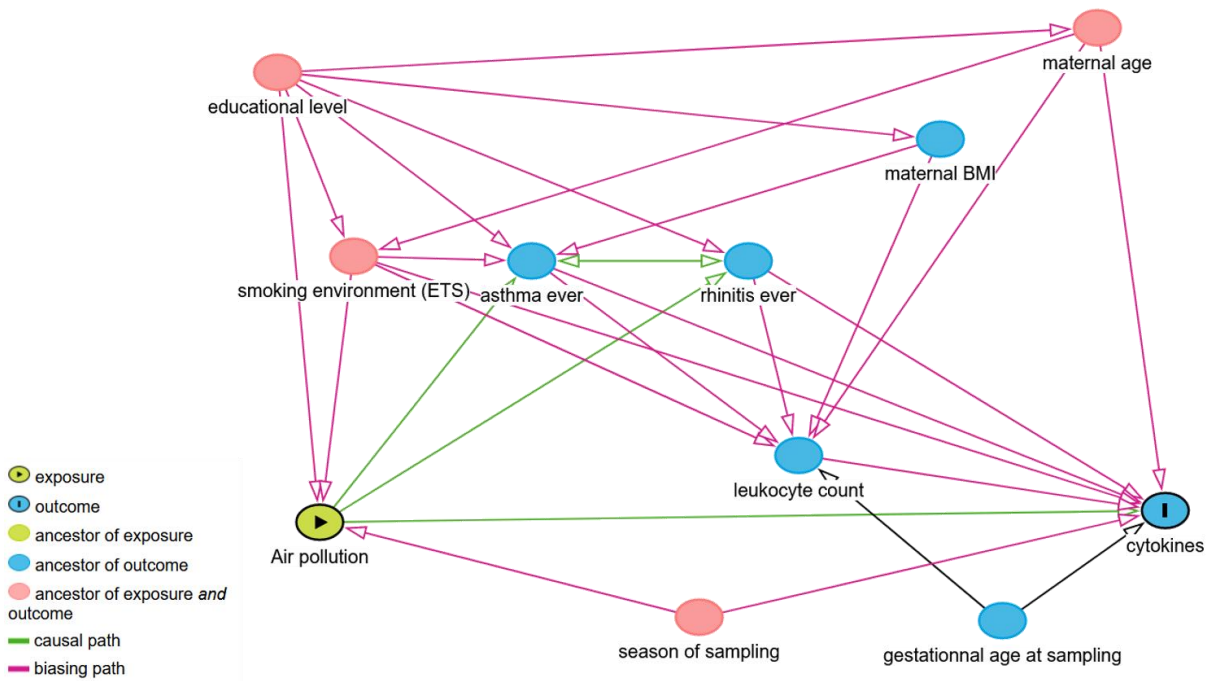 maternal age
educational level
maternal BMI
smoking environment (ETS)
asthma ever
rhinitis ever
leukocyte count
cytokines
Air pollution
season of sampling
gestationnal age at sampling
exposure
outcome
ancestor of exposure
ancestor of outcome
ancestor of exposure and
outcome
causal path
biasing path